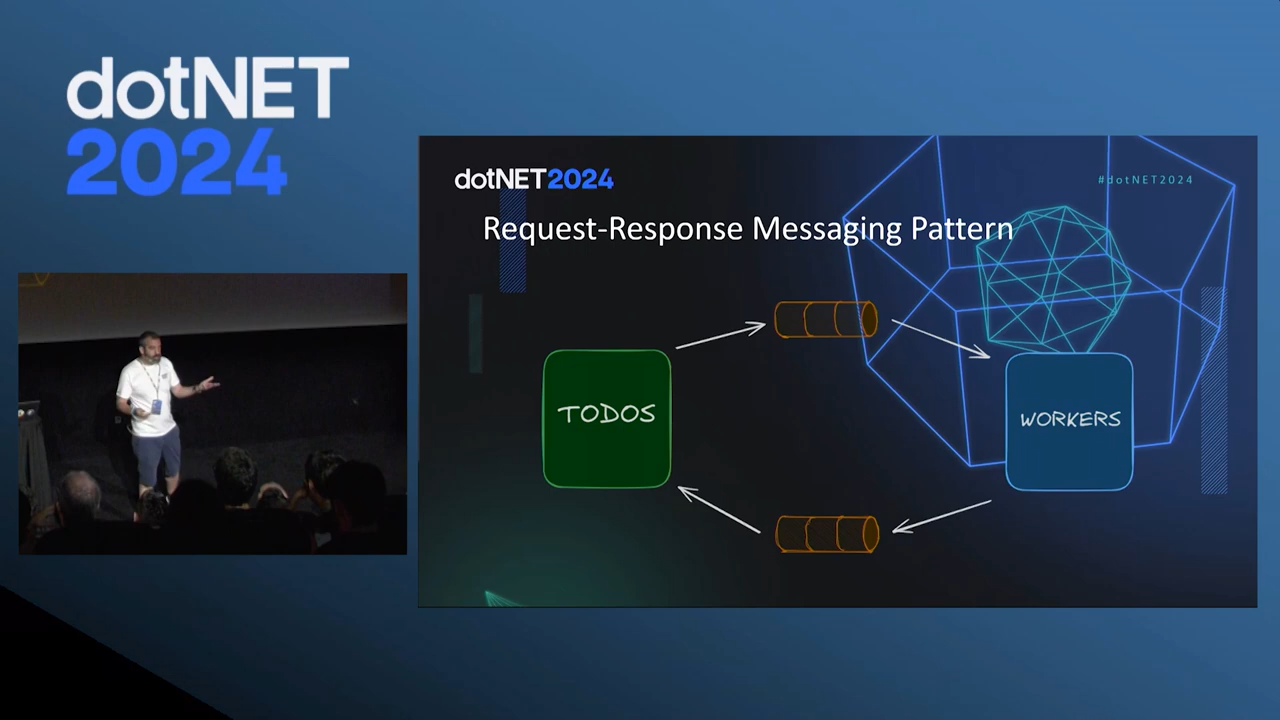 dotNET
2024
dotNET2024
#dotNET2024
Request-Response Messaging Pattern
TODOS
WORKERS